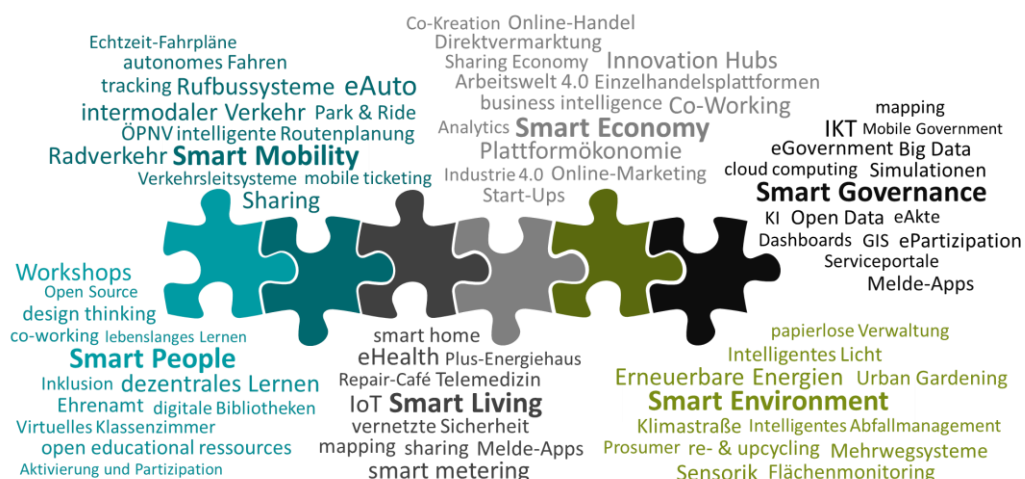 Echtzeit-Fahrpläne
autonomes Fahren
tracking Rufbussysteme eAuto
intermodaler Verkehr Park & Ride
ÖPNV intelligente Routenplanung
Radverkehr Smart Mobility
Verkehrsleitsysteme mobile ticketing
Sharing
Co-Kreation Online-Handel
Direktvermarktung
Sharing Economy Innovation Hubs
Arbeitswelt 4.0 Einzelhandelsplattformen
business intelligence Co-Working
Analytics Smart Economy
Plattformökonomie
Industrie 4.0 Online-Marketing
Start-Ups
mapping
IKT Mobile Government
eGovernment Big Data
cloud computing Simulationen
Smart Governance
KI Open Data eAkte
Dashboards GIS ePartizipation
Serviceportale
Melde-Apps
Workshops
Open Source
design thinking
co-working lebenslanges Lernen
Smart People
Inklusion dezentrales Lernen
Ehrenamt digitale Bibliotheken
Virtuelles Klassenzimmer
open educational ressources
Aktivierung und Partizipation
smart home
eHealth Plus-Energiehaus
Repair-Café Telemedizin
IoT Smart Living
vernetzte Sicherheit
mapping sharing Melde-Apps
smart metering
papierlose Verwaltung
Intelligentes Licht
Erneuerbare Energien Urban Gardening
Smart Environment
Klimastraße Intelligentes Abfallmanagement
Prosumer re- & upcycling Mehrwegsysteme
Sensorik Flächenmonitoring